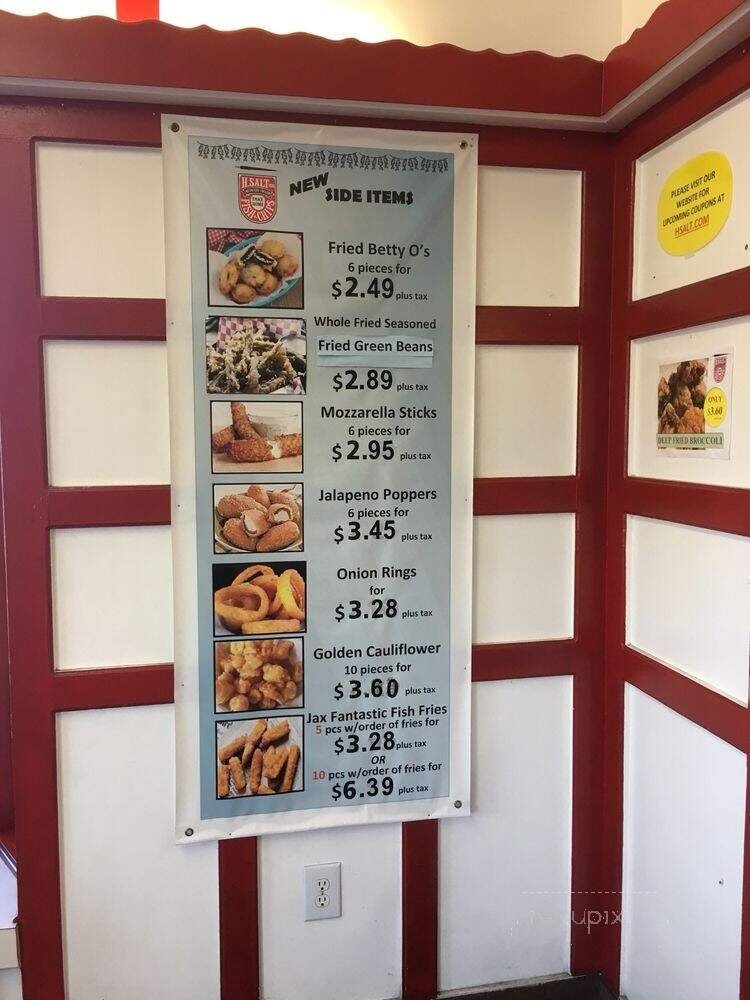 H.SALT ESQ.
FISH & CHIPS
NEW
SIDE ITEMS
Fried Betty O's
6 pieces for
$2.49 plus tax
Whole Fried Seasoned
Fried Green Beans
$2.89 plus tax
Mozzarella Sticks
6 pieces for
$2.95 plus tax
Jalapeno Poppers
6 pieces for
$3.45 plus tax
Onion Rings
for
$3.28 plus tax
Golden Cauliflower
10 pieces for
$3.60 plus tax
Jax Fantastic Fish Fries
5 pcs w/order of fries for
$3.28 plus tax
OR
10 pcs w/order of fries for
$6.39 plus tax
PLEASE VISIT OUR
WEBSITE FOR
UPCOMING COUPONS AT
HSALT.COM
ONLY
$3.60
DEEP FRIED BROCCOLI